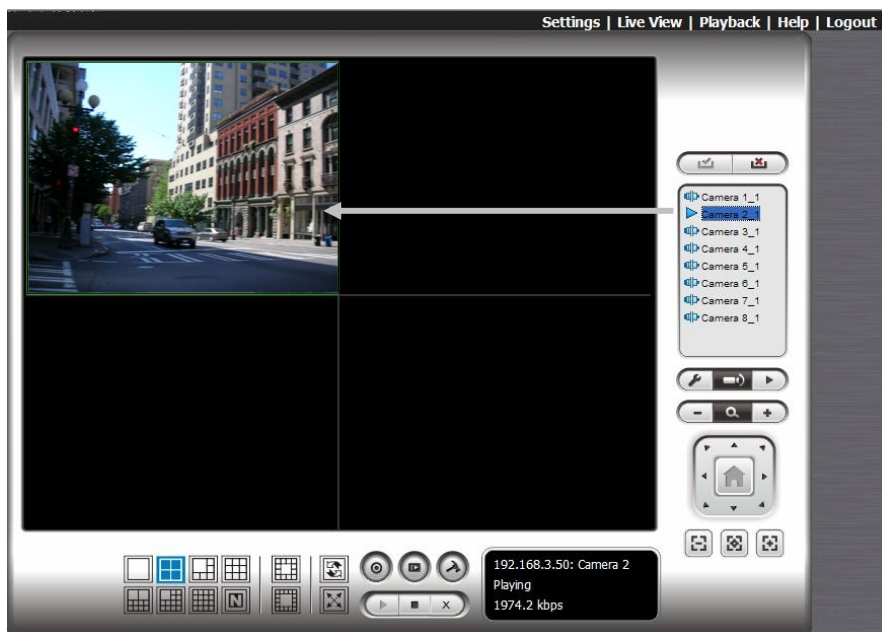 Settings | Live View | Playback | Help | Logout
Camera 1_1
Camera 2_1
Camera 3_1
Camera 4_1
Camera 5_1
Camera 6_1
Camera 7_1
Camera 8_1
192.168.3.50: Camera 2
Playing
1974.2 kbps
N
X